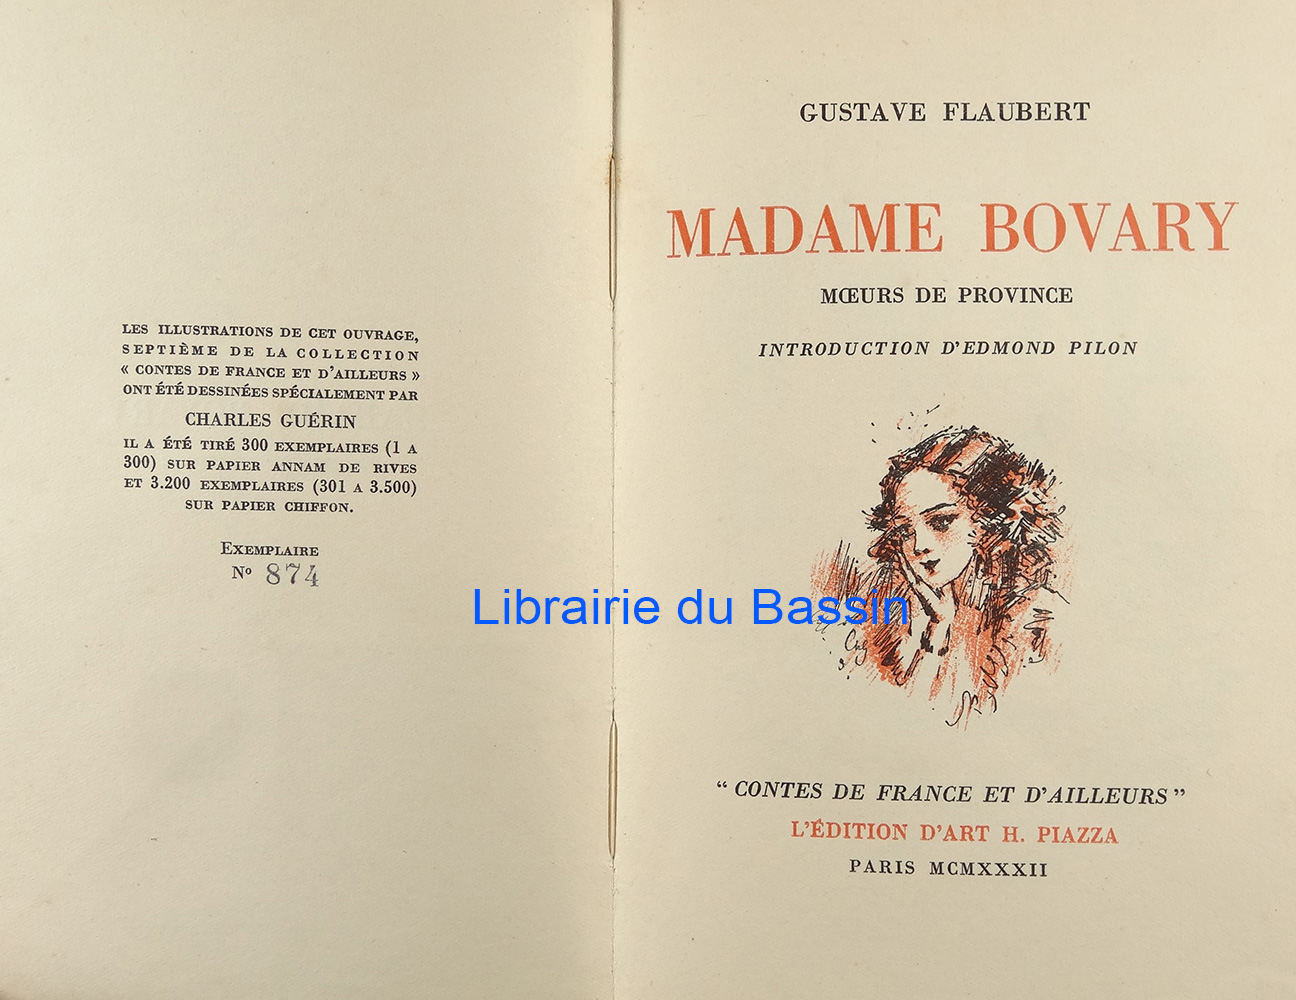 LES ILLUSTRATIONS DE CET OUVRAGE,
SEPTIÈME DE LA COLLECTION
« CONTES DE FRANCE ET D'AILLEURS »
ONT ÉTÉ DESSINÉES SPÉCIALEMENT PAR
CHARLES GUÉRIN
IL A ÉTÉ TIRÉ 300 EXEMPLAIRES (1 A
300) SUR PAPIER ANNAM DE RIVES
ET 3.200 EXEMPLAIRES (301 A 3.500)
SUR PAPIER CHIFFON.
EXEMPLAIRE
Nº 874
GUSTAVE FLAUBERT
MADAME BOVARY
MŒURS DE PROVINCE
INTRODUCTION D'EDMOND PILON
Librairie du Bassin
“ CONTES DE FRANCE ET D'AILLEURS ”
L'ÉDITION D'ART H. PIAZZA
PARIS MCMXXXII